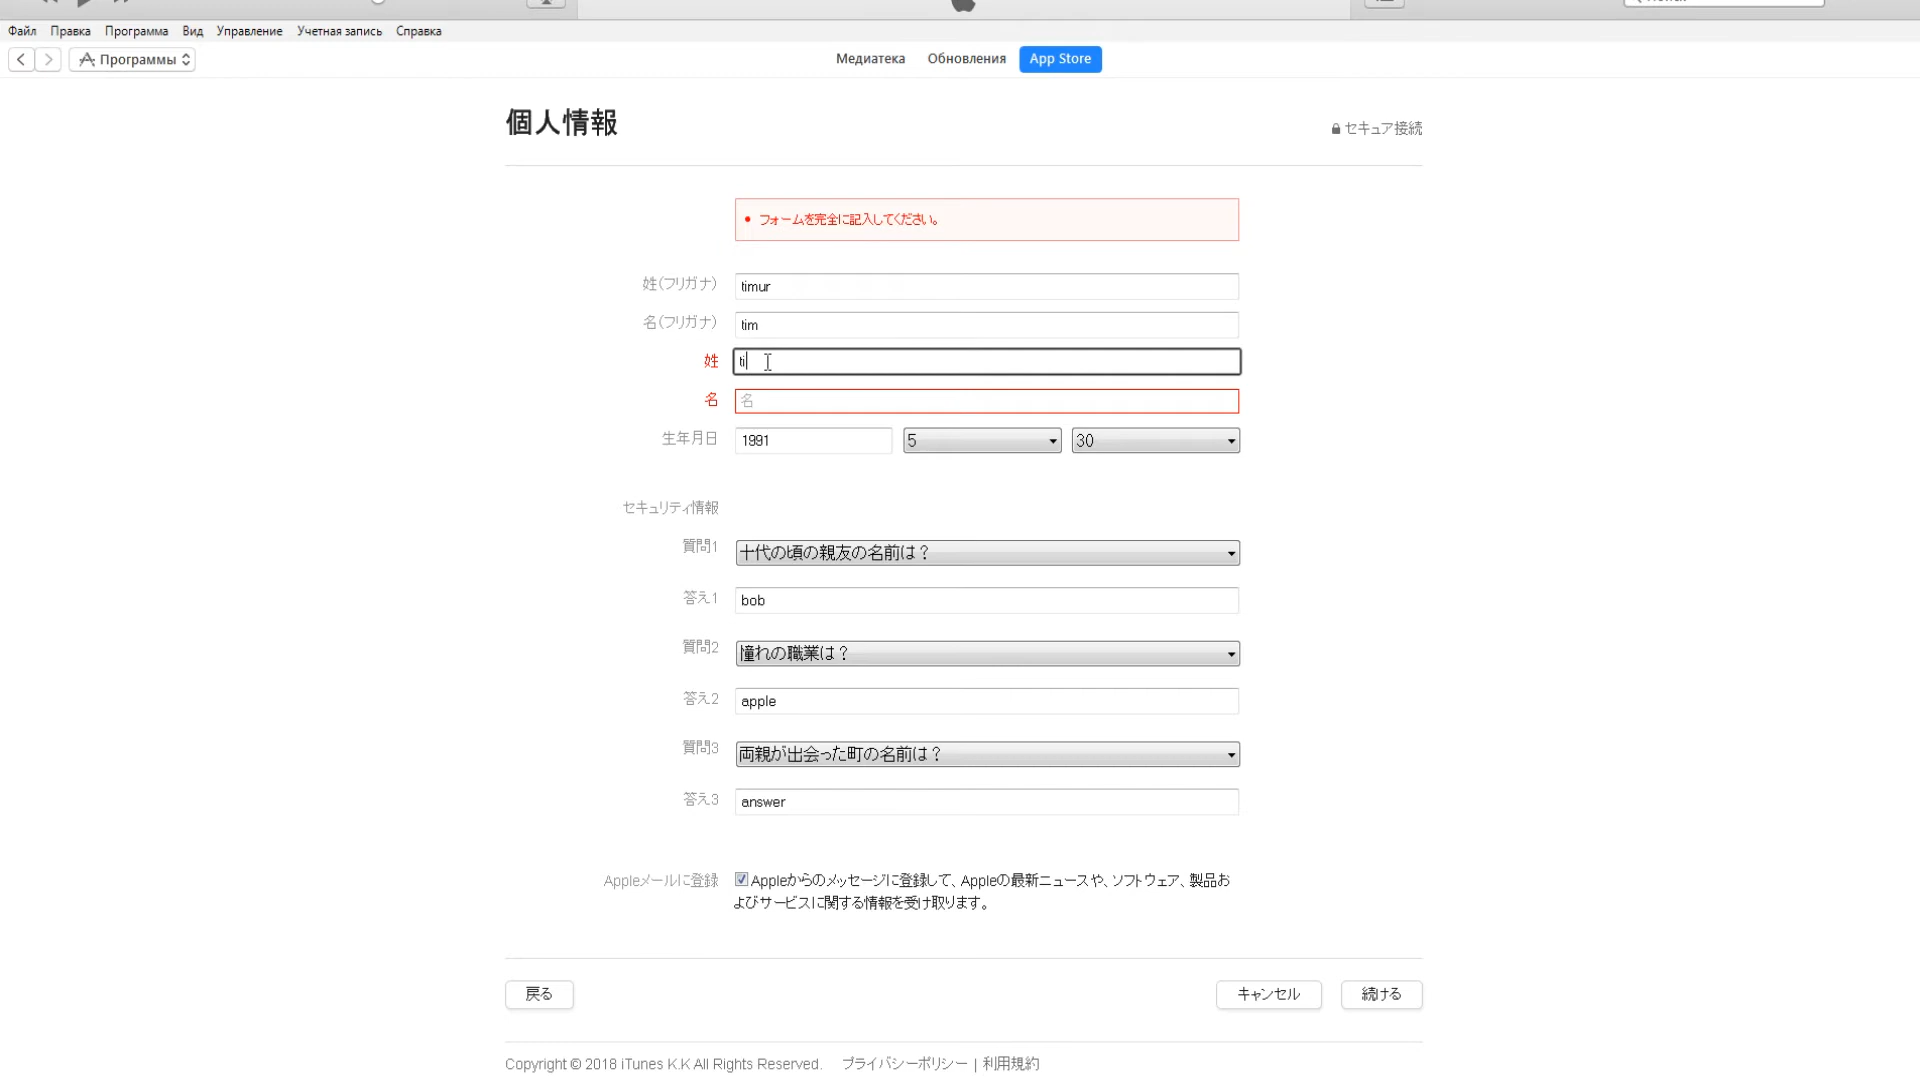 Файл Правка Программа Вид Управление Учетная запись Справка
Программы Медиатека Обновления App Store
個人情報
セキュア接続
フォームを完全に記入してください。
姓(フリガナ) timur
名(フリガナ) tim
姓 ti
名 名
生年月日 1991 5 30
セキュリティ情報
質問1 十代の頃の親友の名前は？
答え1 bob
質問2 憧れの職業は？
答え2 apple
質問3 両親が出会った町の名前は？
答え3 answer
Appleメールに登録 Appleからのメッセージに登録して、Appleの最新ニュースや、ソフトウェア、製品お
よびサービスに関する情報を受け取ります。
戻る キャンセル 続ける
Copyright © 2018 iTunes K.K All Rights Reserved. プライバシーポリシー | 利用規約